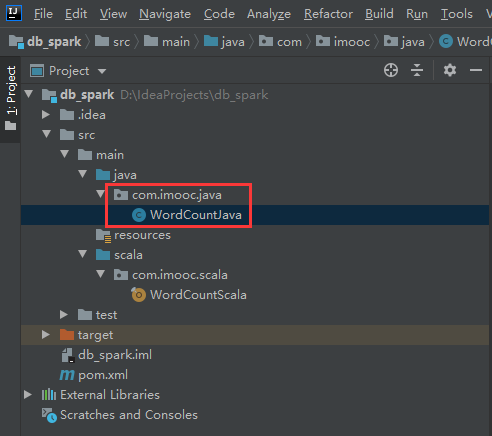 File Edit View Navigate Code Analyze Refactor Build Run Tools
db_spark src main java com imooc java WordC
1: Project
Project
db_spark D:\IdeaProjects\db_spark
.idea
src
main
java
com.imooc.java
WordCountJava
resources
scala
com.imooc.scala
WordCountScala
test
target
db_spark.iml
pom.xml
External Libraries
Scratches and Consoles